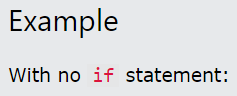 Example
With no if statement: